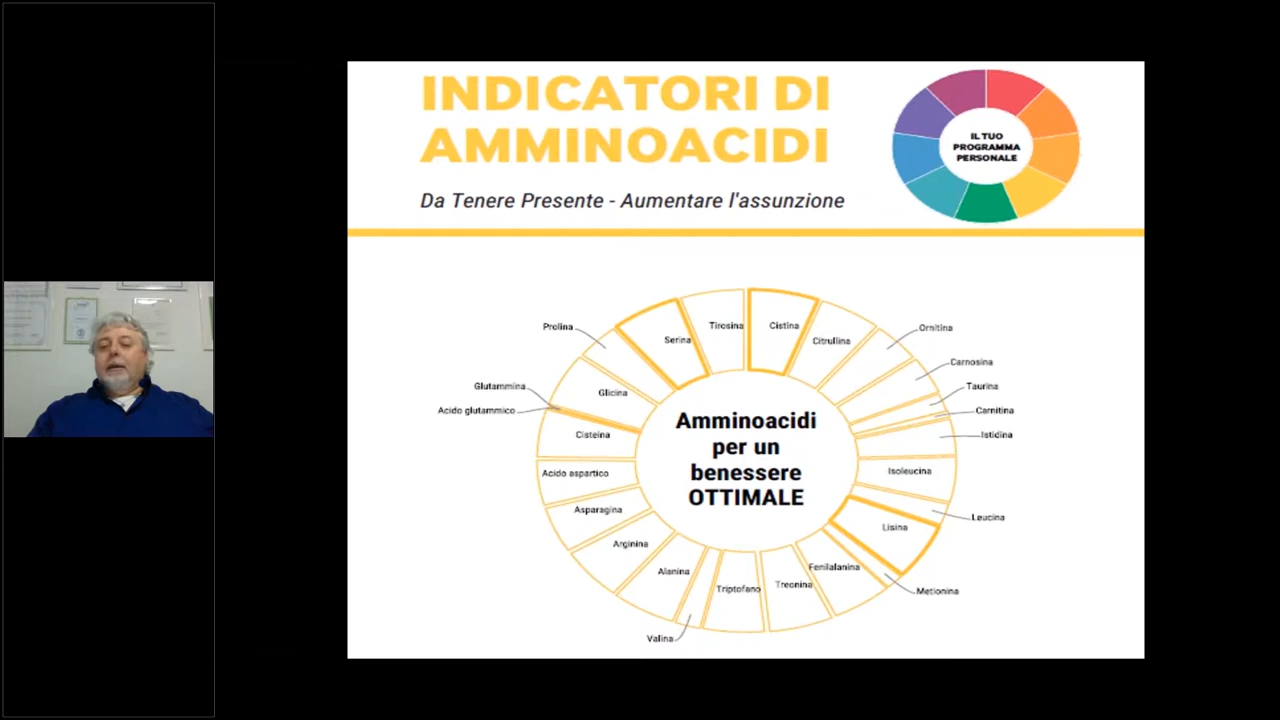 INDICATORI DI
AMMINOACIDI
Da Tenere Presente - Aumentare l'assunzione
IL TUO
PROGRAMMA
PERSONALE
Amminoacidi
per un
benessere
OTTIMALE
Tirosina
Cistina
Citrullina
Ornitina
Carnosina
Taurina
Carnitina
Istidina
Isoleucina
Leucina
Lisina
Metionina
Fenilalanina
Treonina
Triptofano
Valina
Alanina
Arginina
Asparagina
Acido aspartico
Cisteina
Acido glutammico
Glutammina
Glicina
Prolina
Serina